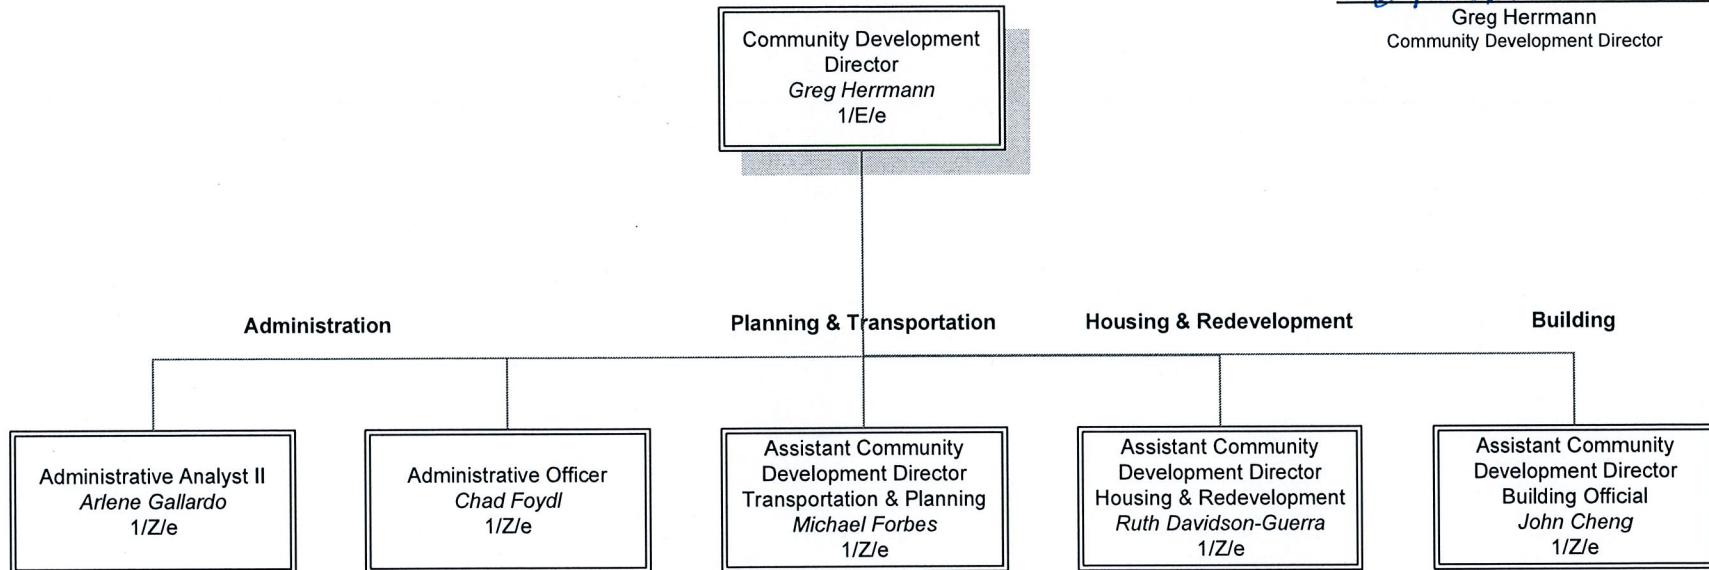 Greg Herrmann
Community Development Director
Community Development
Director
Greg Herrmann
1/E/e
Administration
Planning & Transportation
Housing & Redevelopment
Building
Administrative Analyst II
Arlene Gallardo
1/Z/e
Administrative Officer
Chad Foydl
1/Z/e
Assistant Community
Development Director
Transportation & Planning
Michael Forbes
1/Z/e
Assistant Community
Development Director
Housing & Redevelopment
Ruth Davidson-Guerra
1/Z/e
Assistant Community
Development Director
Building Official
John Cheng
1/Z/e